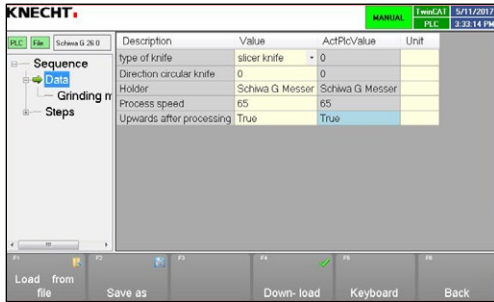 KNECHT.
MANUAL
TwinCAT 5/11/2017
PLC 3:33:14 PM
PLC File Schiwa G 26.0
Description Value ActPlcValue Unit
Sequence
Data
Grinding m
Steps
type of knife slicer knife 0
Direction circular knife 0 0
Holder Schiwa G Messer Schiwa G Messer
Process speed 65 65
Upwards after processing True True
F1 F2 F3 F4 F5 F6
Load from file
Save as
Down- load
Keyboard
Back